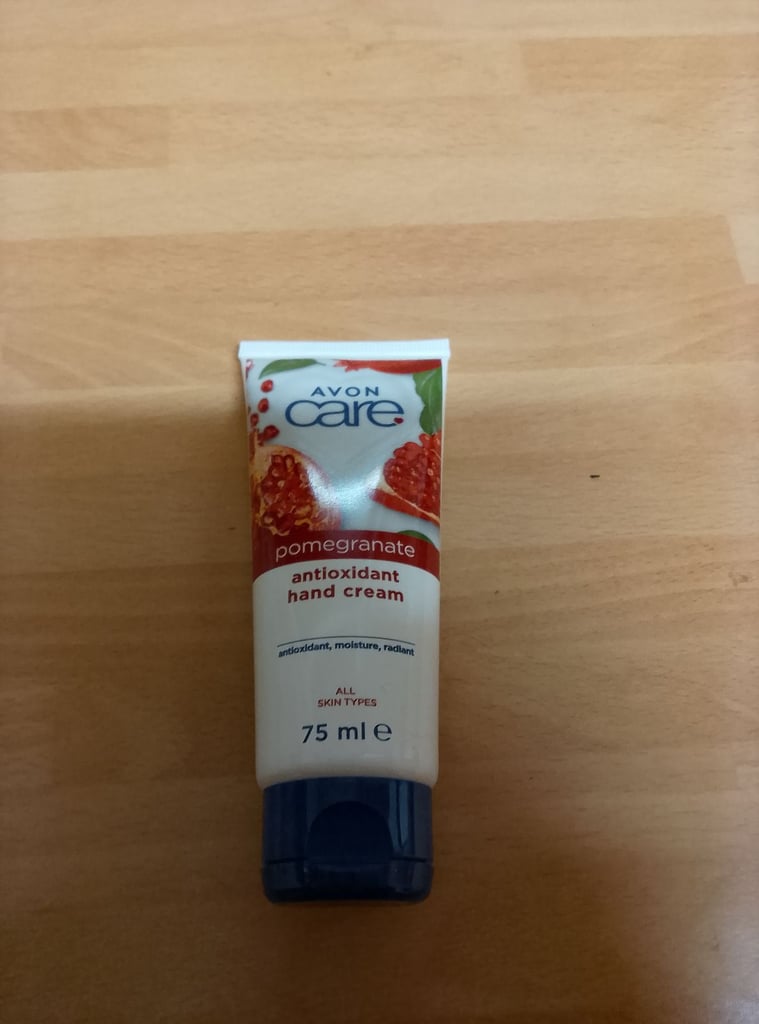 AVON
care
pomegranate
antioxidant
hand cream
antioxidant, moisture, radiant
ALL
SKIN TYPES
75 ml ℮